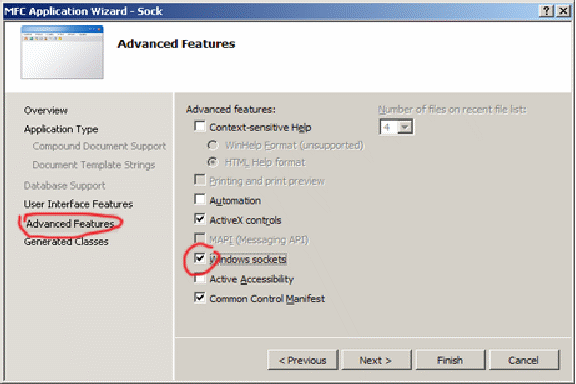 MFC Application Wizard - Sock
Advanced Features
Overview
Application Type
Compound Document Support
Document Template Strings
Database Support
User Interface Features
Advanced Features
Generated Classes
Advanced features:
Context-sensitive Help
WinHelp Format (unsupported)
HTML Help format
Printing and print preview
Automation
ActiveX controls
MAPI (Messaging API)
Windows sockets
Active Accessibility
Common Control Manifest
Number of files on recent file list:
4
< Previous
Next >
Finish
Cancel